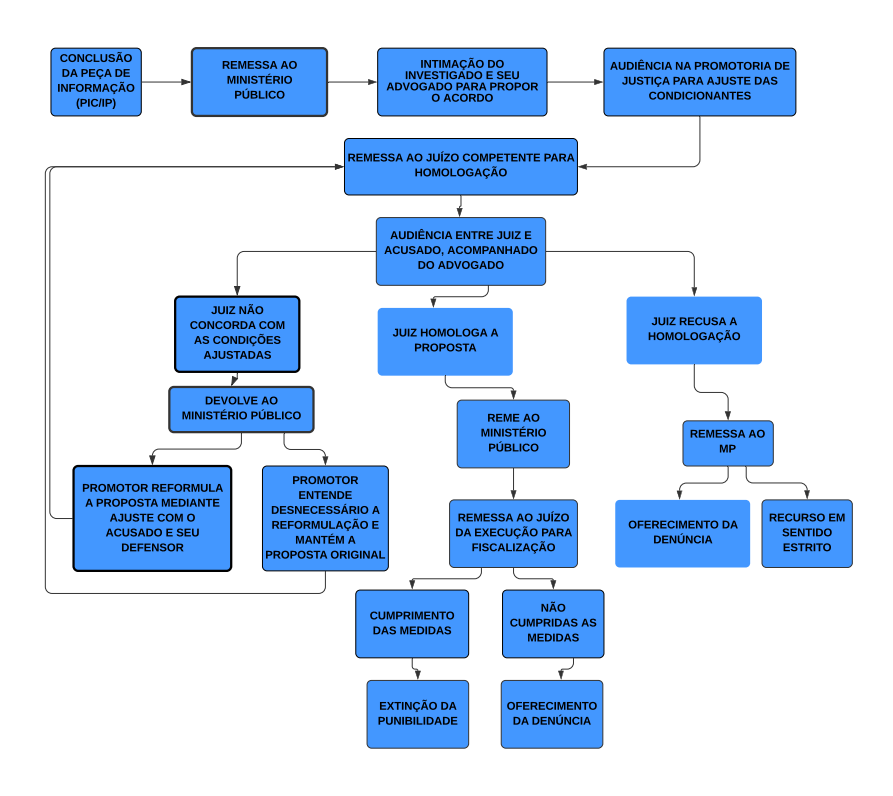 CONCLUSÃO
DA PEÇA DE
INFORMAÇÃO
(PIC/IP)
REMESSA AO
MINISTÉRIO
PÚBLICO
INTIMAÇÃO DO
INVESTIGADO E SEU
ADVOGADO PARA PROPOR
O ACORDO
AUDIÊNCIA NA PROMOTORIA DE
JUSTIÇA PARA AJUSTE DAS
CONDICIONANTES
REMESSA AO JUÍZO COMPETENTE PARA
HOMOLOGAÇÃO
AUDIÊNCIA ENTRE JUIZ E
ACUSADO, ACOMPANHADO
DO ADVOGADO
JUIZ NÃO
CONCORDA COM
AS CONDIÇÕES
AJUSTADAS
JUIZ HOMOLOGA A
PROPOSTA
JUIZ RECUSA A
HOMOLOGAÇÃO
DEVOLVE AO
MINISTÉRIO PÚBLICO
REME AO
MINISTÉRIO
PÚBLICO
REMESSA AO
MP
PROMOTOR REFORMULA
A PROPOSTA MEDIANTE
AJUSTE COM O
ACUSADO E SEU
DEFENSOR
PROMOTOR
ENTENDE
DESNECESSÁRIO A
REFORMULAÇÃO E
MANTÉM A
PROPOSTA ORIGINAL
REMESSA AO JUÍZO
DA EXECUÇÃO PARA
FISCALIZAÇÃO
OFERECIMENTO DA
DENÚNCIA
RECURSO EM
SENTIDO
ESTRITO
CUMPRIMENTO
DAS MEDIDAS
NÃO
CUMPRIDAS AS
MEDIDAS
EXTINÇÃO DA
PUNIBILIDADE
OFERECIMENTO
DA DENÚNCIA